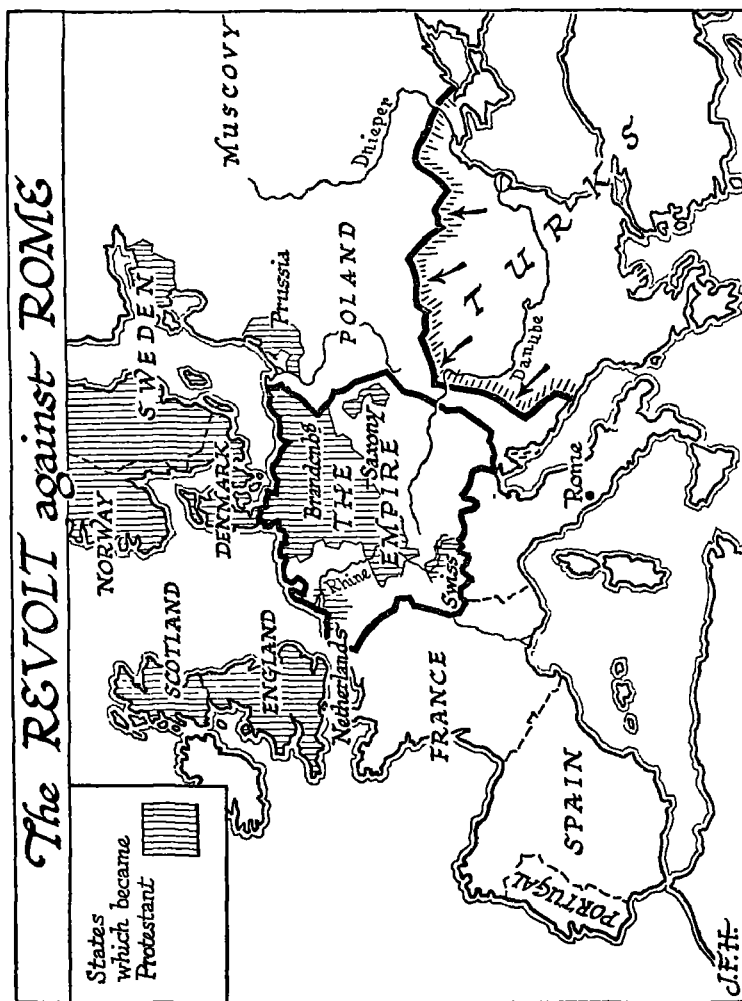 The REVOLT against ROME
States
which became
Protestant
NORWAY
SWEDEN
MUSCOVY
SCOTLAND
DENMARK
Prussia
Dnieper
ENGLAND
Brandenbg
POLAND
Netherlands
Rhine
THE
EMPIRE
Saxony
FRANCE
Swiss
Danube
TURKS
SPAIN
PORTUGAL
Rome
J.F.H.